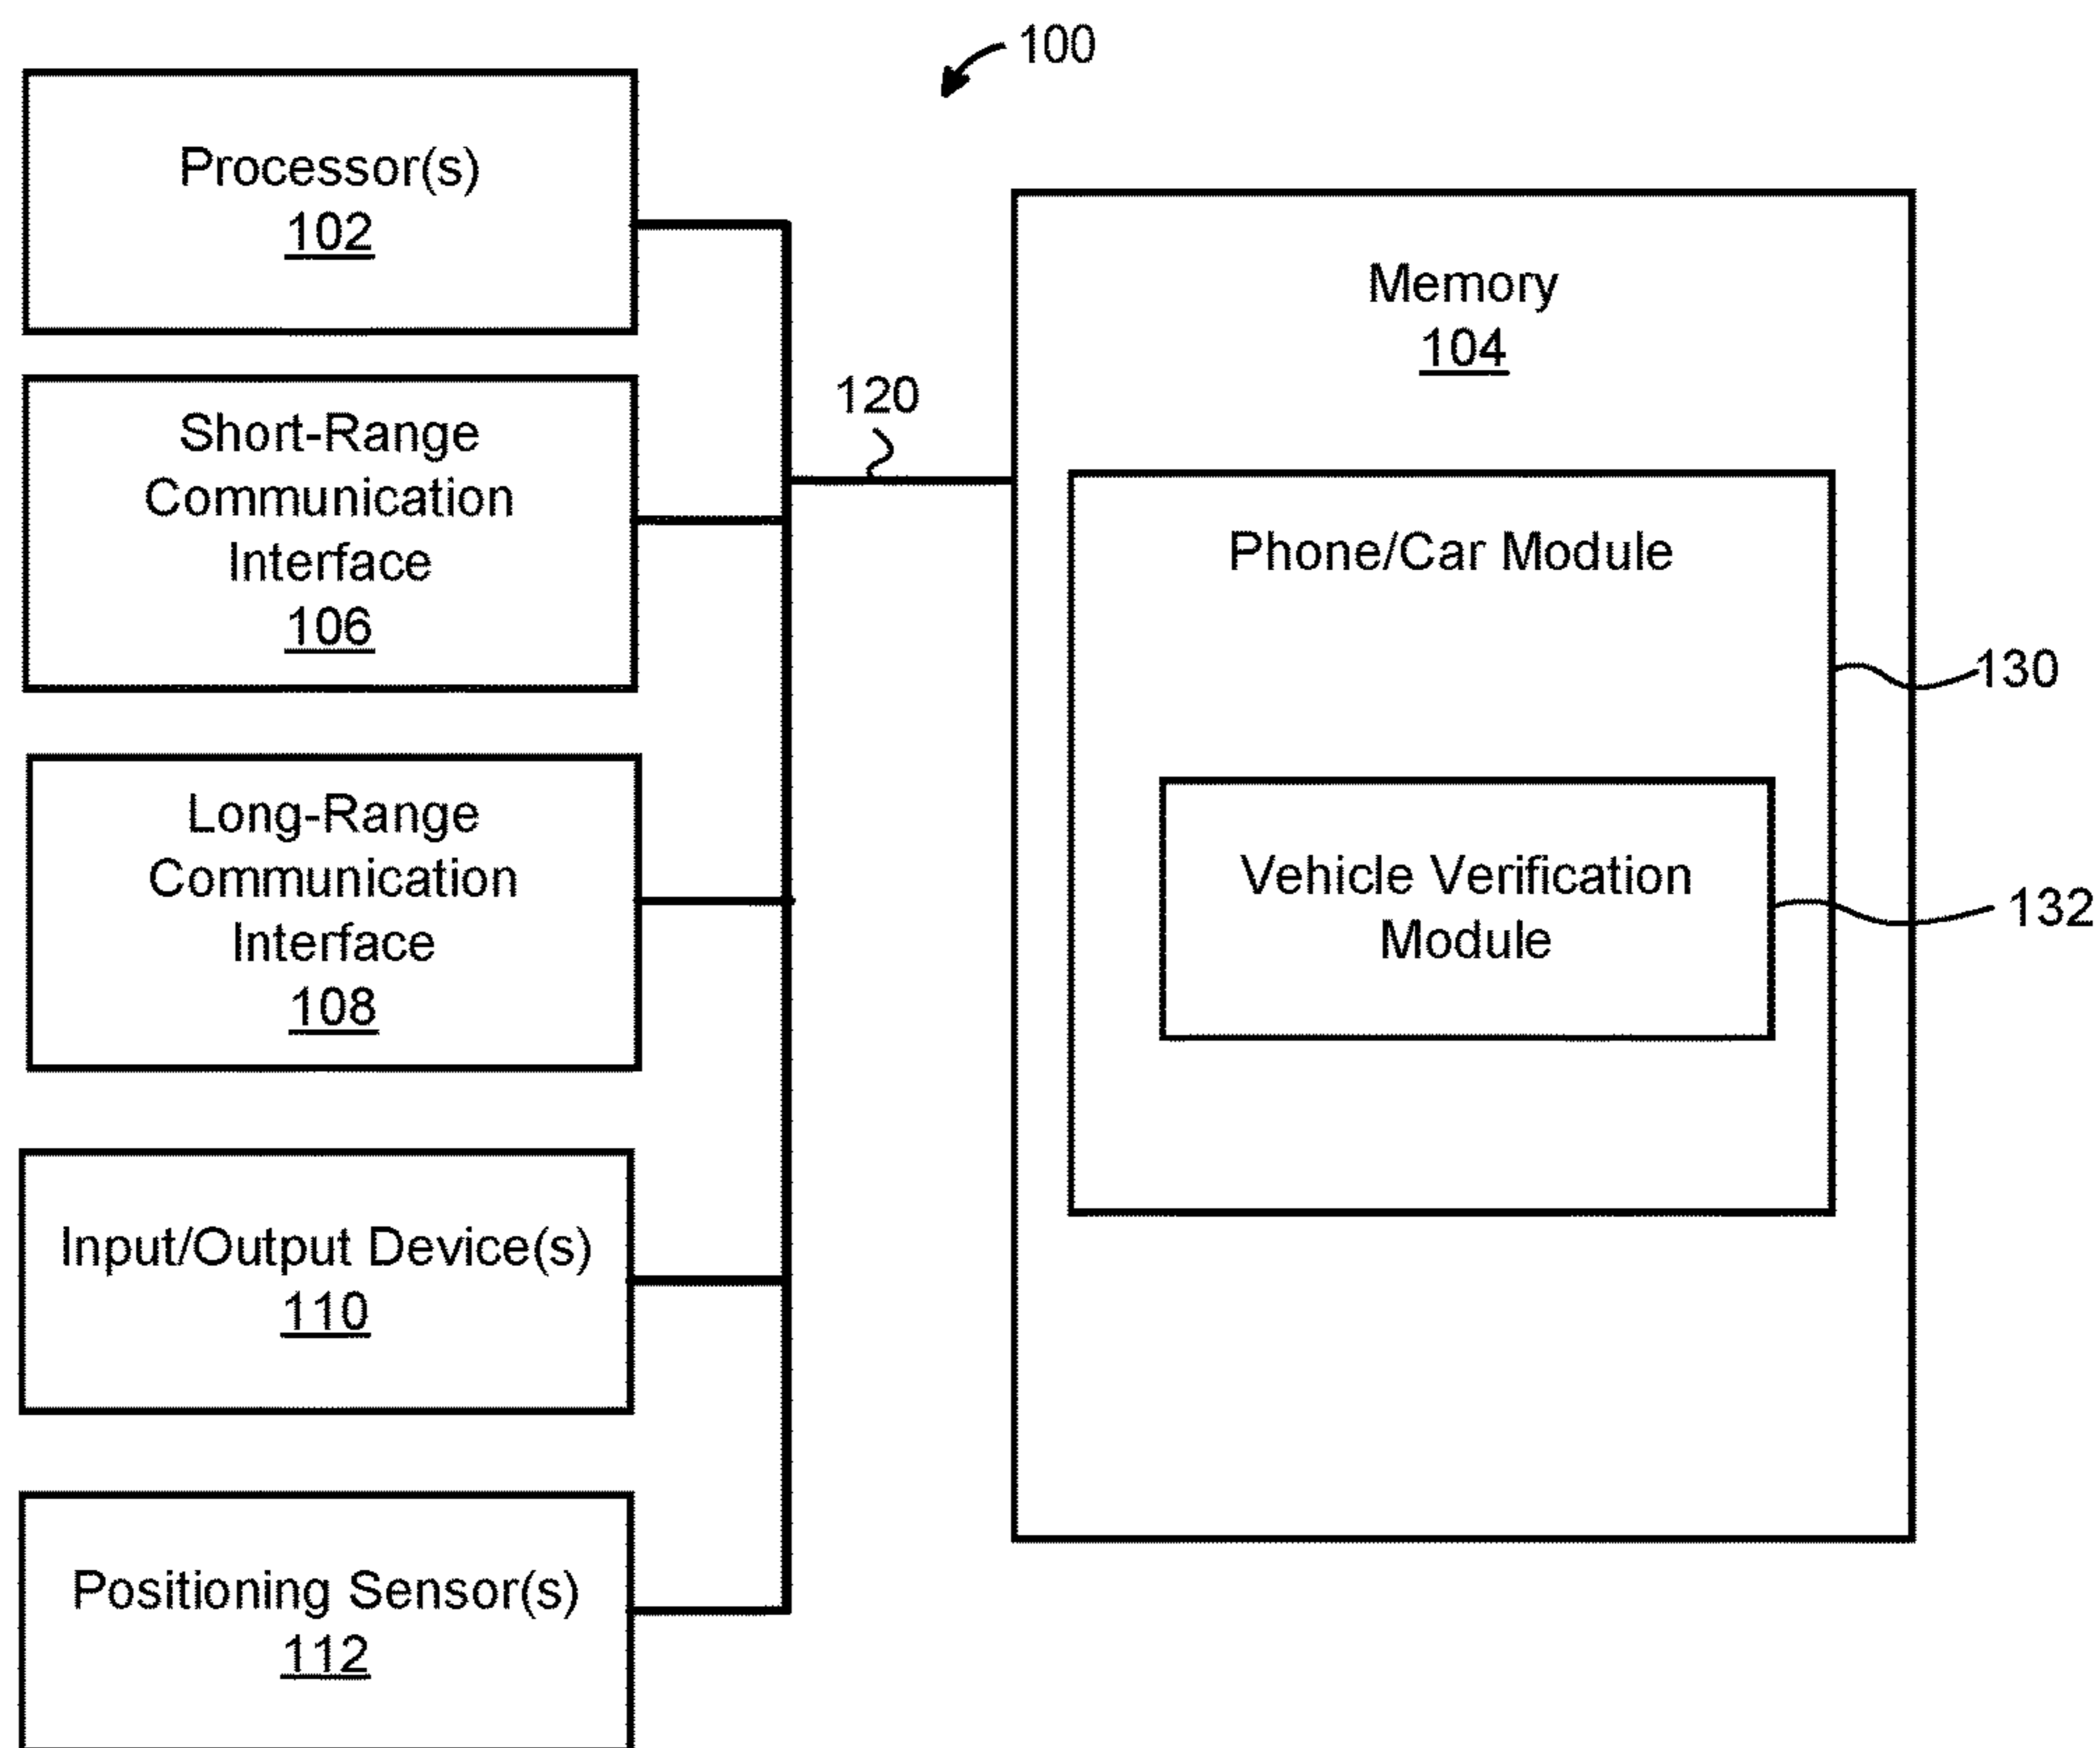 100
Processor(s)
102
Short-Range
Communication
Interface
106
Long-Range
Communication
Interface
108
Input/Output Device(s)
110
Positioning Sensor(s)
112
120
Memory
104
Phone/Car Module
130
Vehicle Verification
Module
132